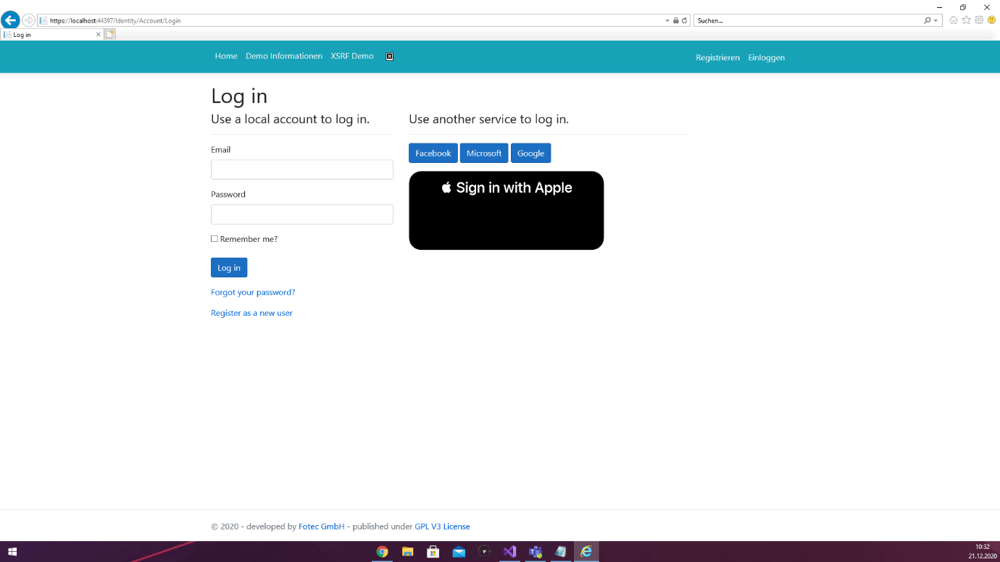 https://localhost:44397/Identity/Account/Login
Suchen...
Log in
Home Demo Informationen XSRF Demo Registrieren Einloggen
Log in
Use a local account to log in.
Use another service to log in.
Email
Facebook Microsoft Google
Sign in with Apple
Password
Remember me?
Log in
Forgot your password?
Register as a new user
© 2020 - developed by Fotec GmbH - published under GPL V3 License
10:32
21.12.2020